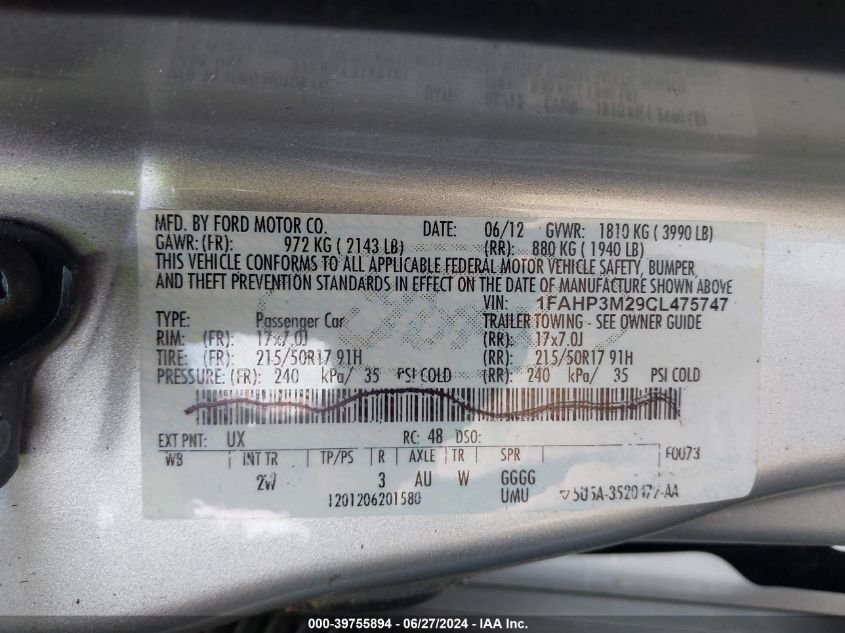 MFD. BY FORD MOTOR CO. DATE: 06/12 GVWR: 1810 KG ( 3990 LB)
GAWR: (FR): 972 KG ( 2143 LB) (RR): 880 KG ( 1940 LB)
THIS VEHICLE CONFORMS TO ALL APPLICABLE FEDERAL MOTOR VEHICLE SAFETY, BUMPER,
AND THEFT PREVENTION STANDARDS IN EFFECT ON THE DATE OF MANUFACTURE SHOWN ABOVE
VIN: 1FAHP3M29CL475747
TYPE: Passenger Car TRAILER TOWING - SEE OWNER GUIDE
RIM: (FR): 17x7.0J (RR): 17x7.0J
TIRE: (FR): 215/50R17 91H (RR): 215/50R17 91H
PRESSURE: (FR): 240 kPa/ 35 PSI COLD (RR): 240 kPa/ 35 PSI COLD
EXT PNT: UX RC: 48 DSO:
WB INT TR TP/PS R AXLE TR SPR F0073
2W 3 AU W GGGG
1201206201580 UMU
000-39755894 - 06/27/2024 - IAA Inc.